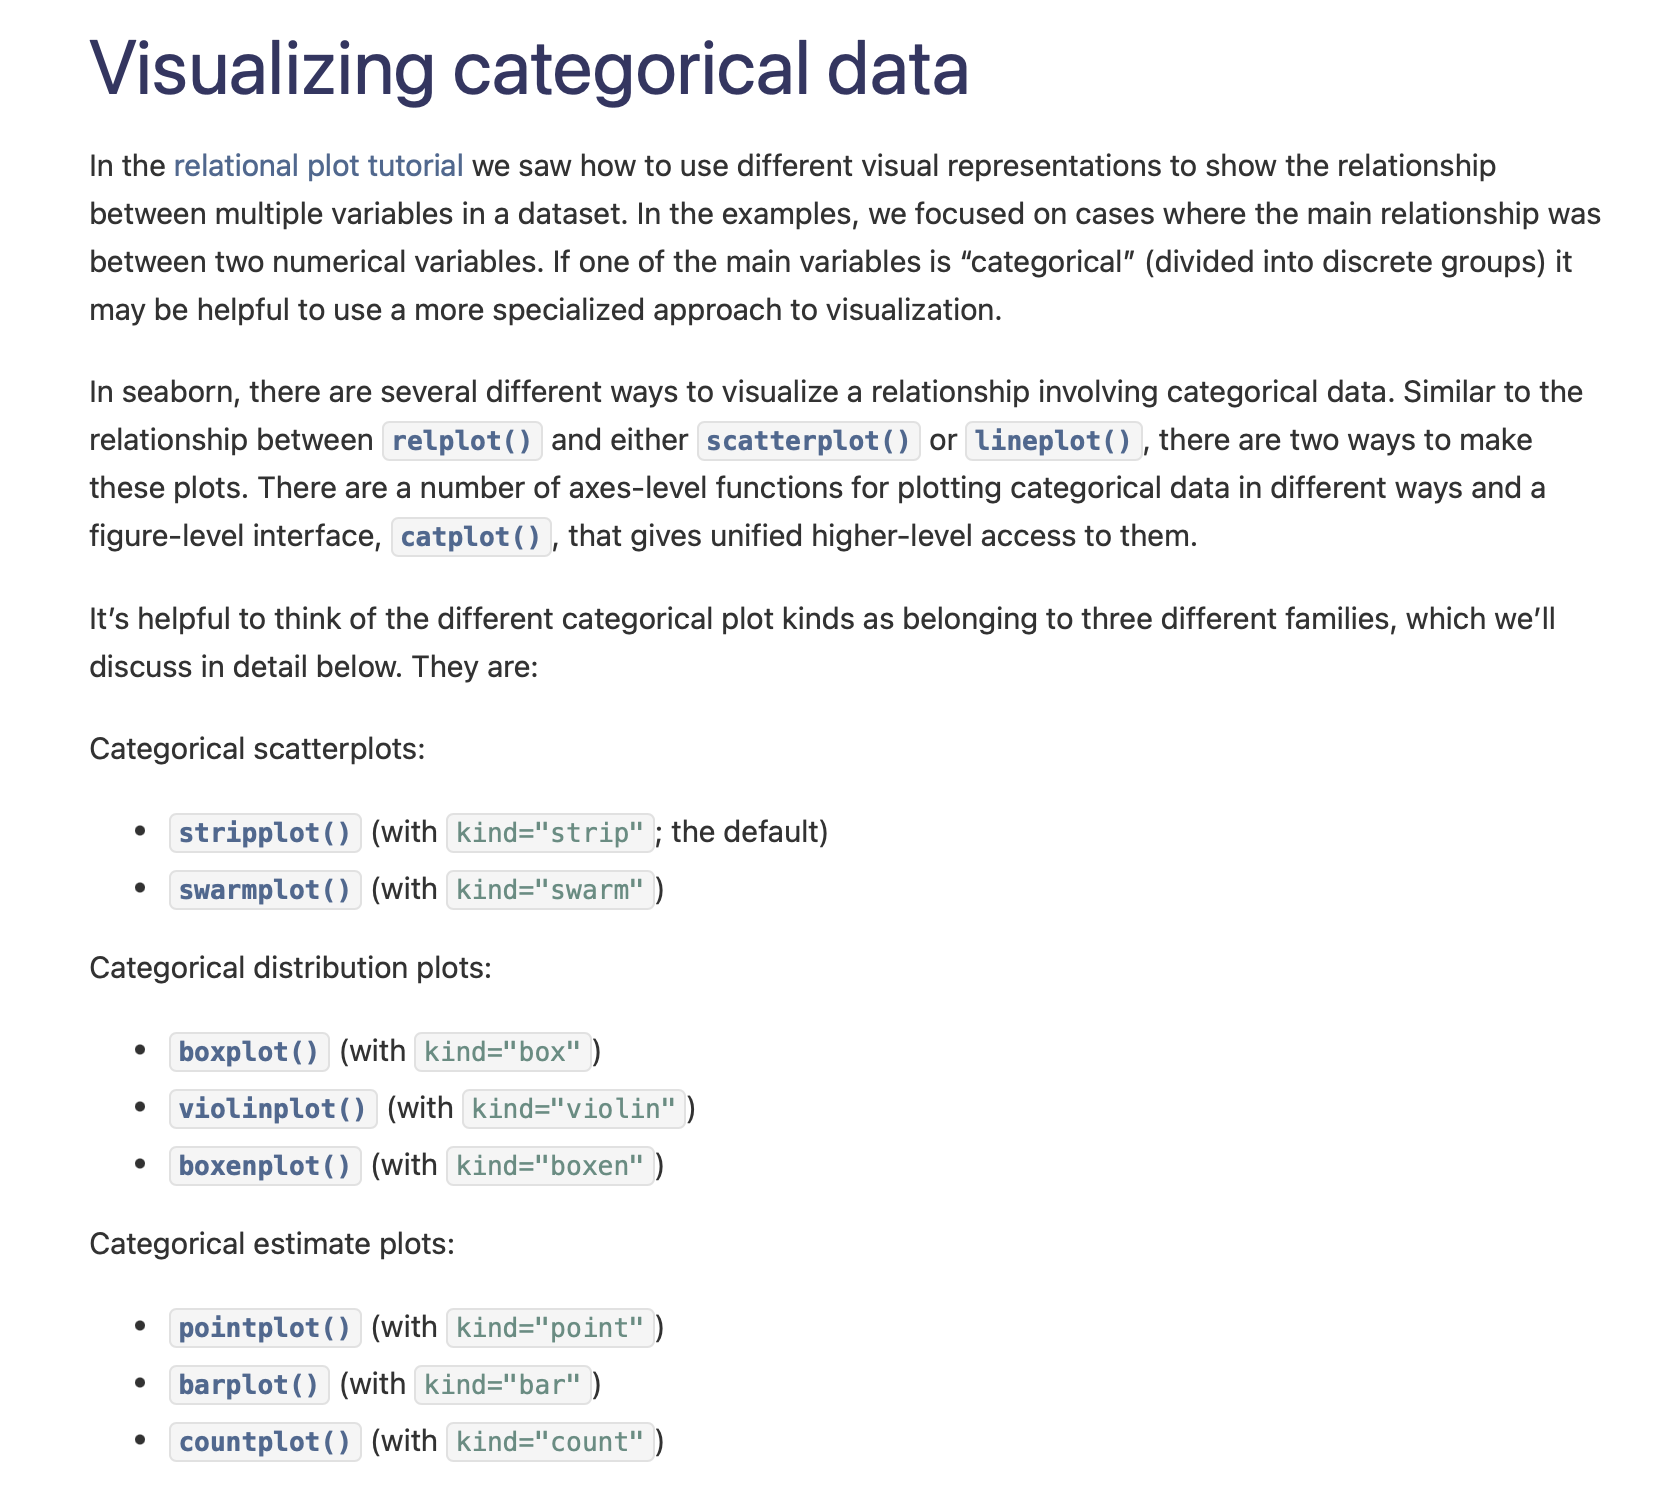 Visualizing categorical data
In the relational plot tutorial we saw how to use different visual representations to show the relationship
between multiple variables in a dataset. In the examples, we focused on cases where the main relationship was
between two numerical variables. If one of the main variables is “categorical” (divided into discrete groups) it
may be helpful to use a more specialized approach to visualization.
In seaborn, there are several different ways to visualize a relationship involving categorical data. Similar to the
relationship between relplot() and either scatterplot() or lineplot(), there are two ways to make
these plots. There are a number of axes-level functions for plotting categorical data in different ways and a
figure-level interface, catplot(), that gives unified higher-level access to them.
It’s helpful to think of the different categorical plot kinds as belonging to three different families, which we’ll
discuss in detail below. They are:
Categorical scatterplots:
• stripplot() (with kind="strip"; the default)
• swarmplot() (with kind="swarm")
Categorical distribution plots:
• boxplot() (with kind="box")
• violinplot() (with kind="violin")
• boxenplot() (with kind="boxen")
Categorical estimate plots:
• pointplot() (with kind="point")
• barplot() (with kind="bar")
• countplot() (with kind="count")